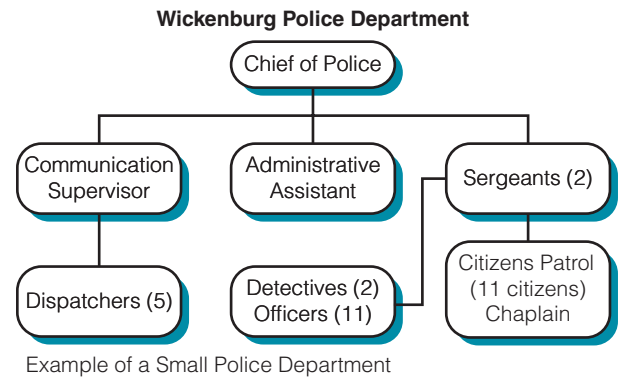 Wickenburg Police Department
Chief of Police
Communication
Supervisor
Administrative
Assistant
Sergeants (2)
Dispatchers (5)
Detectives (2)
Officers (11)
Citizens Patrol
(11 citizens)
Chaplain
Example of a Small Police Department